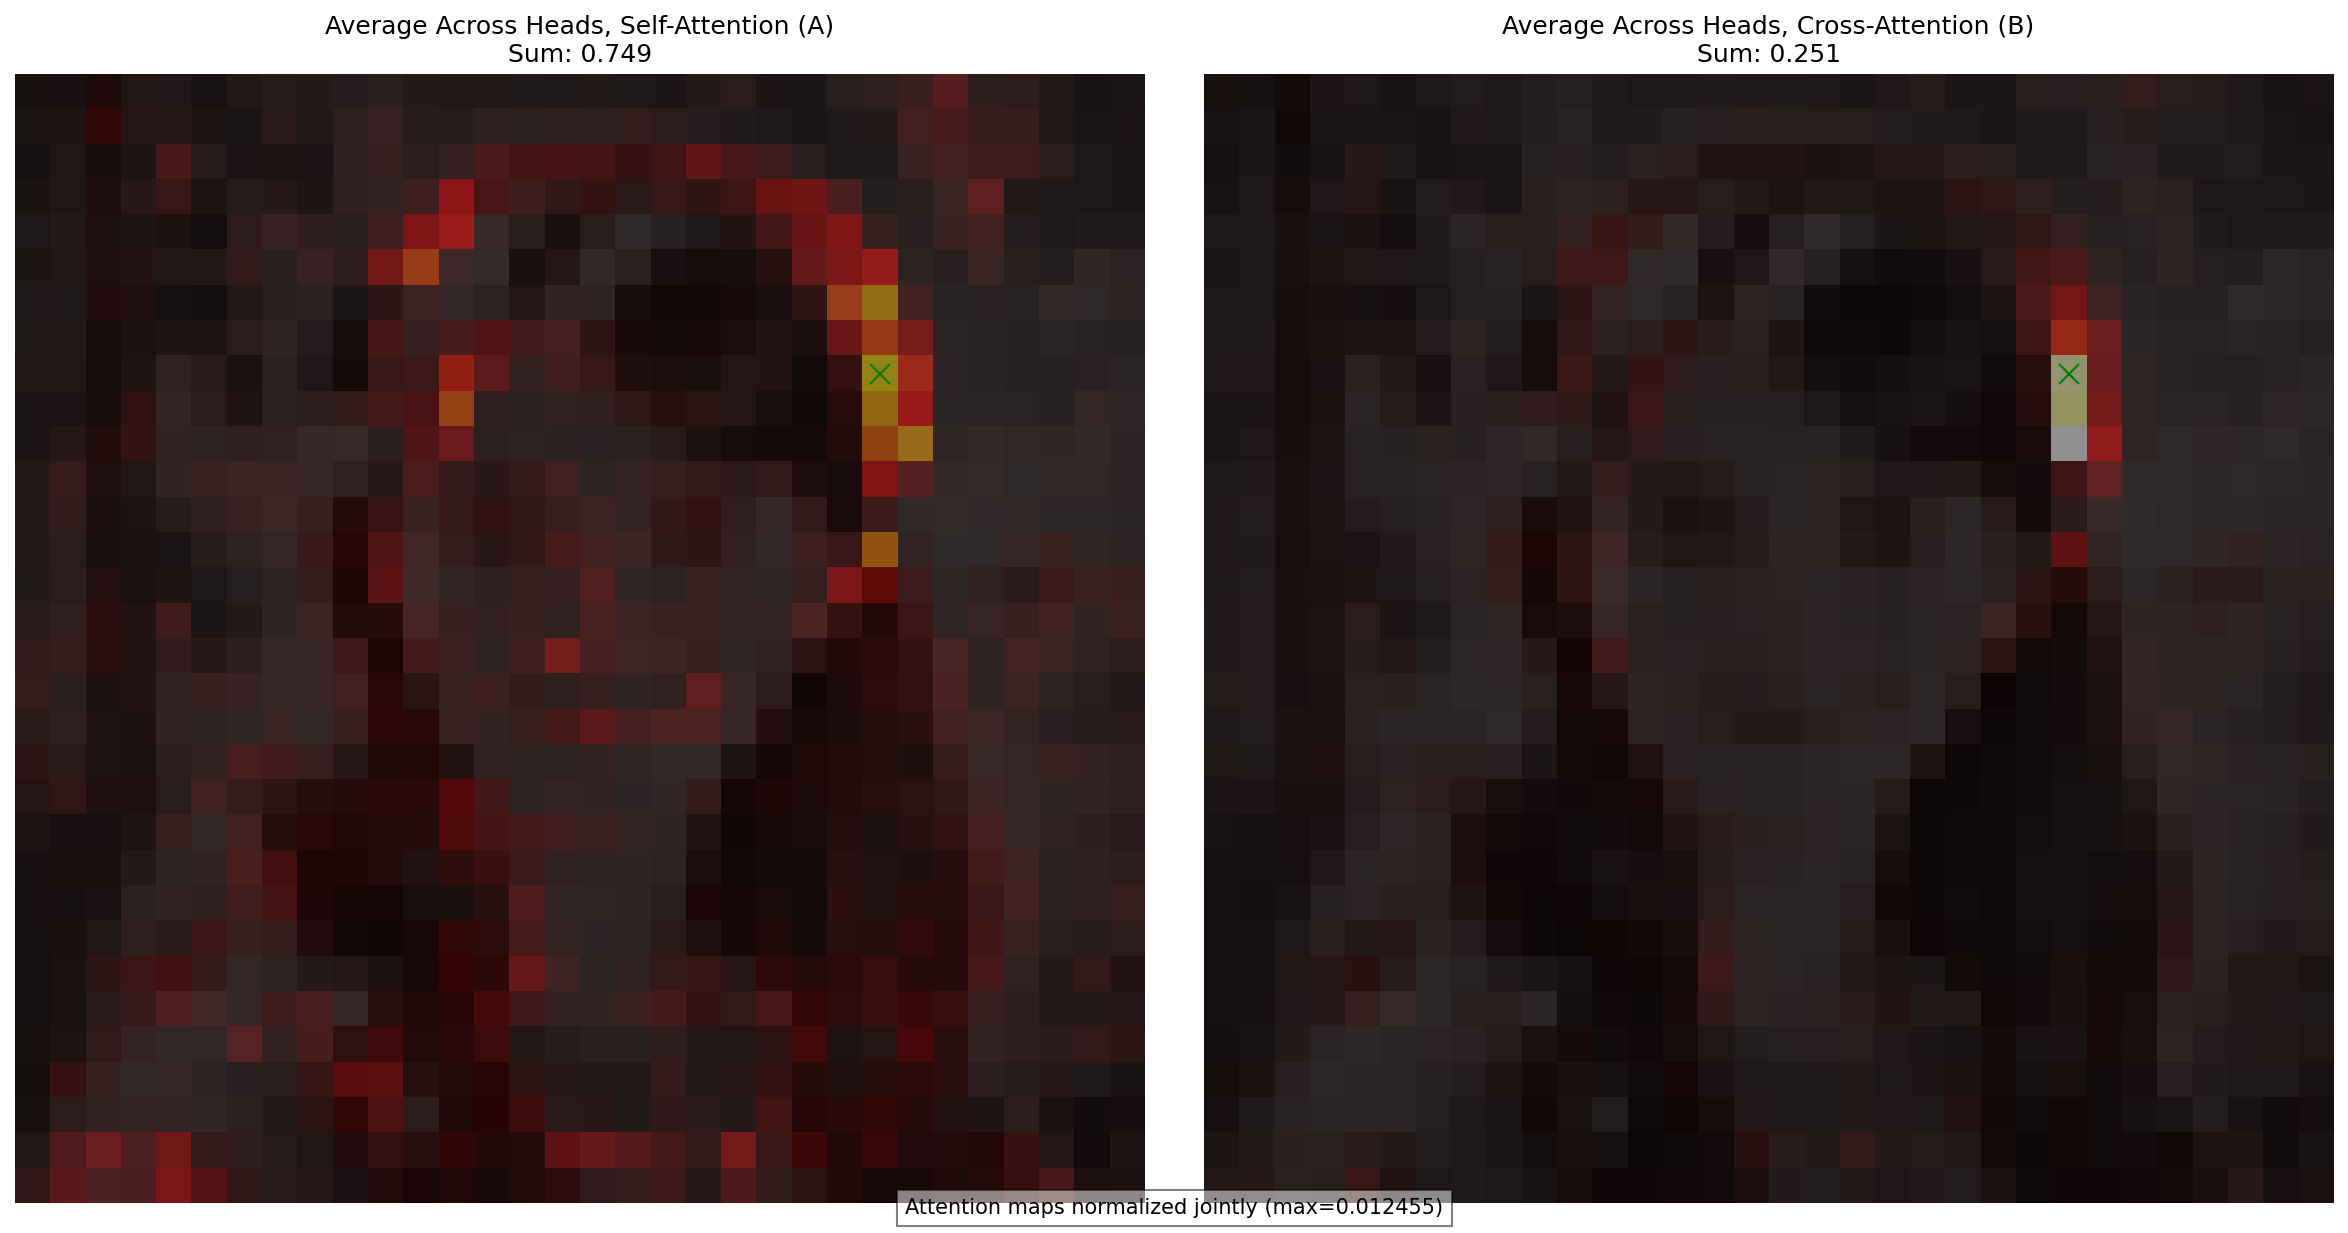 Average Across Heads, Self-Attention (A)
Sum: 0.749
Average Across Heads, Cross-Attention (B)
Sum: 0.251
Attention maps normalized jointly (max=0.012455)